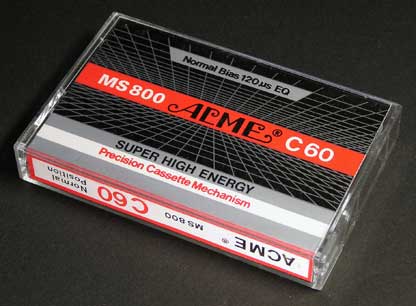 Normal Bias 120µs EQ
MS 800 ACME® C 60
SUPER HIGH ENERGY
Precision Cassette Mechanism
ACME ® MS 800 C60 Normal
Position